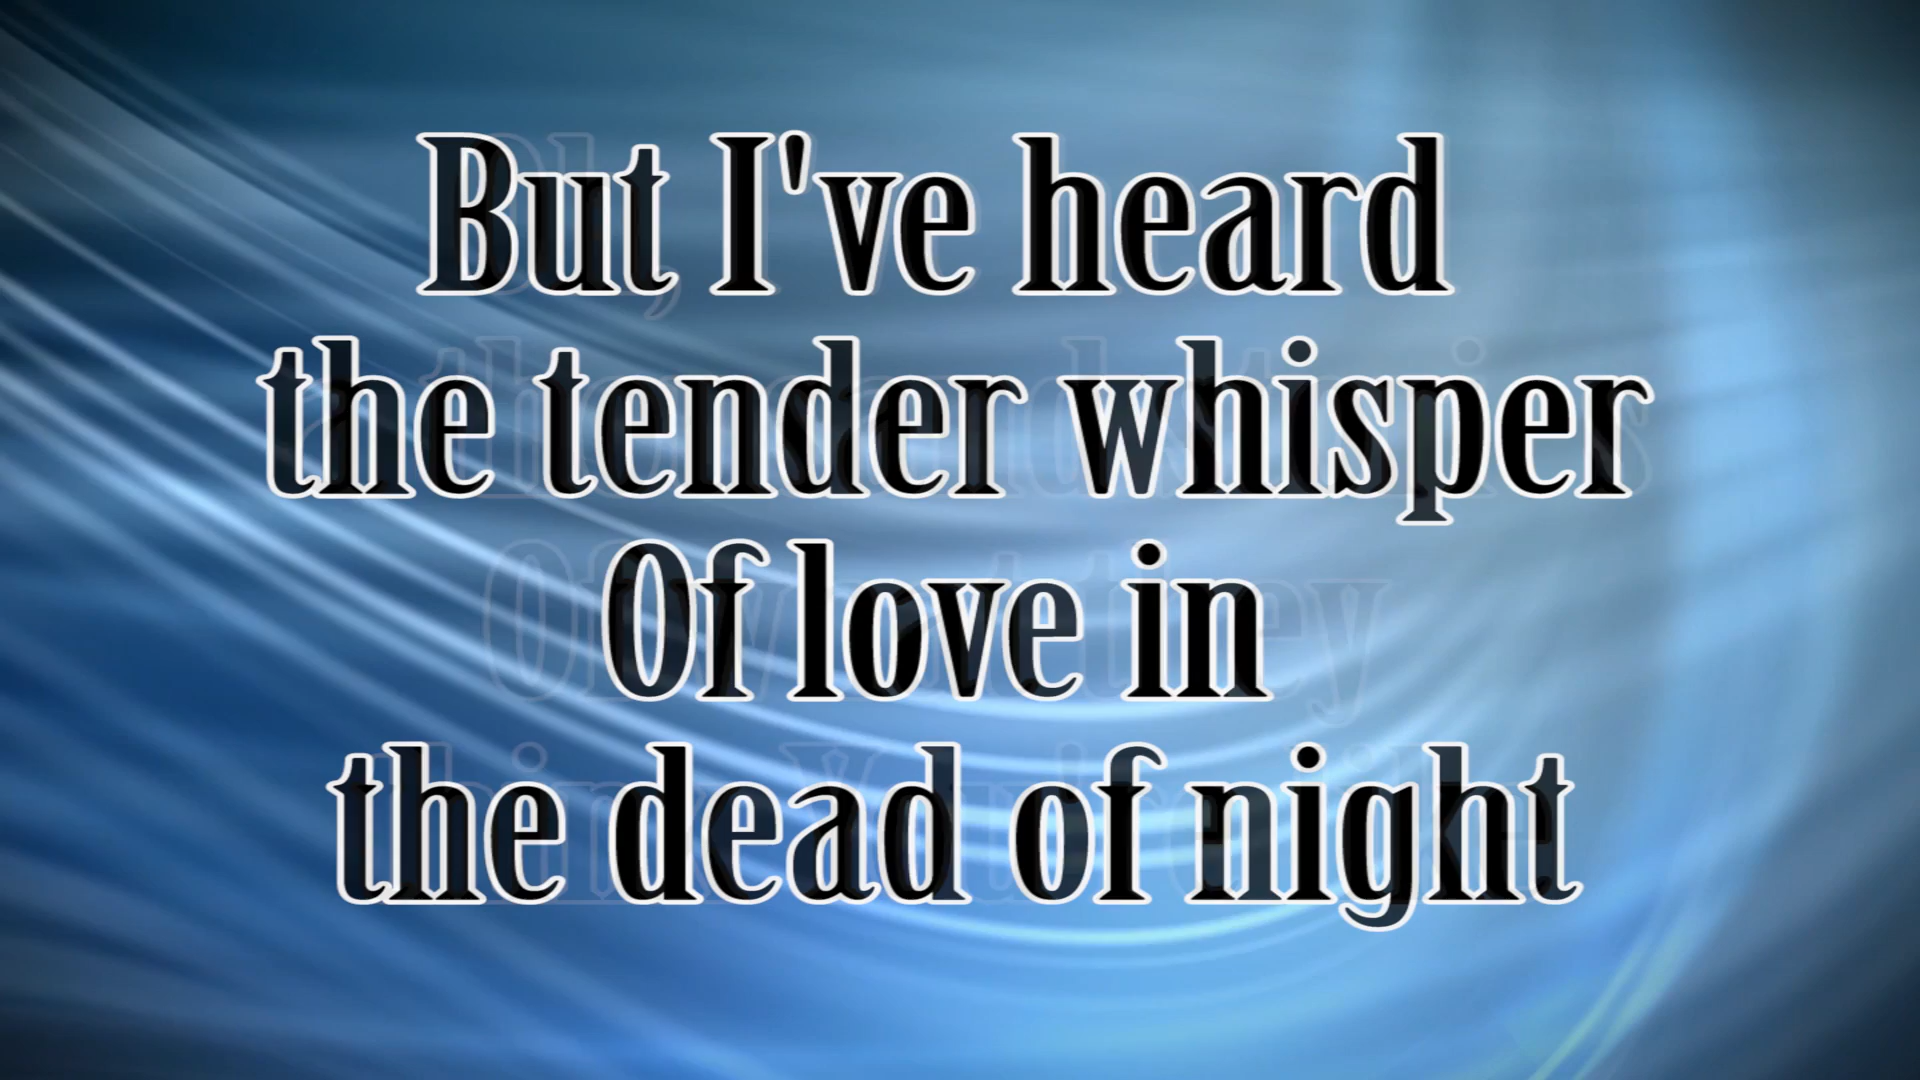 But I've heard
the tender whisper
Of love in
the dead of night